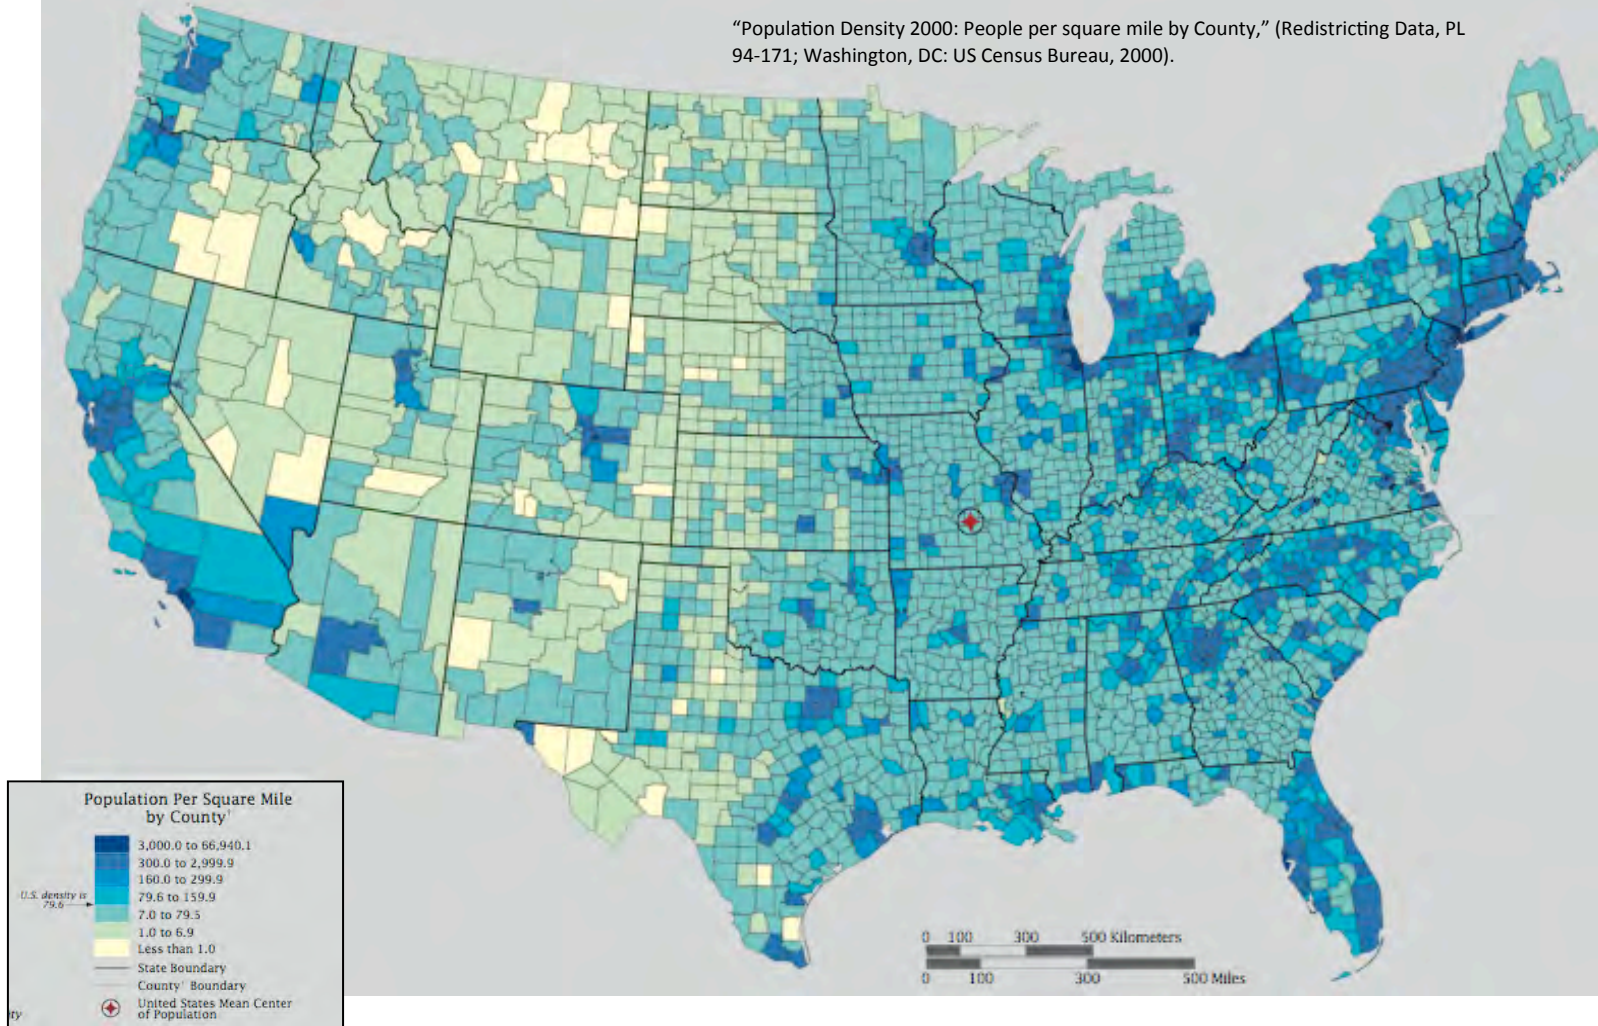 “Population Density 2000: People per square mile by County,” (Redistricting Data, PL
94-171; Washington, DC: US Census Bureau, 2000).
Population Per Square Mile
by County¹
3,000.0 to 66,940.1
300.0 to 2,999.9
160.0 to 299.9
79.6 to 159.9
7.0 to 79.5
1.0 to 6.9
Less than 1.0
U.S. density is
79.6
State Boundary
County¹ Boundary
United States Mean Center
of Population
0 100 300 500 Kilometers
0 100 300 500 Miles